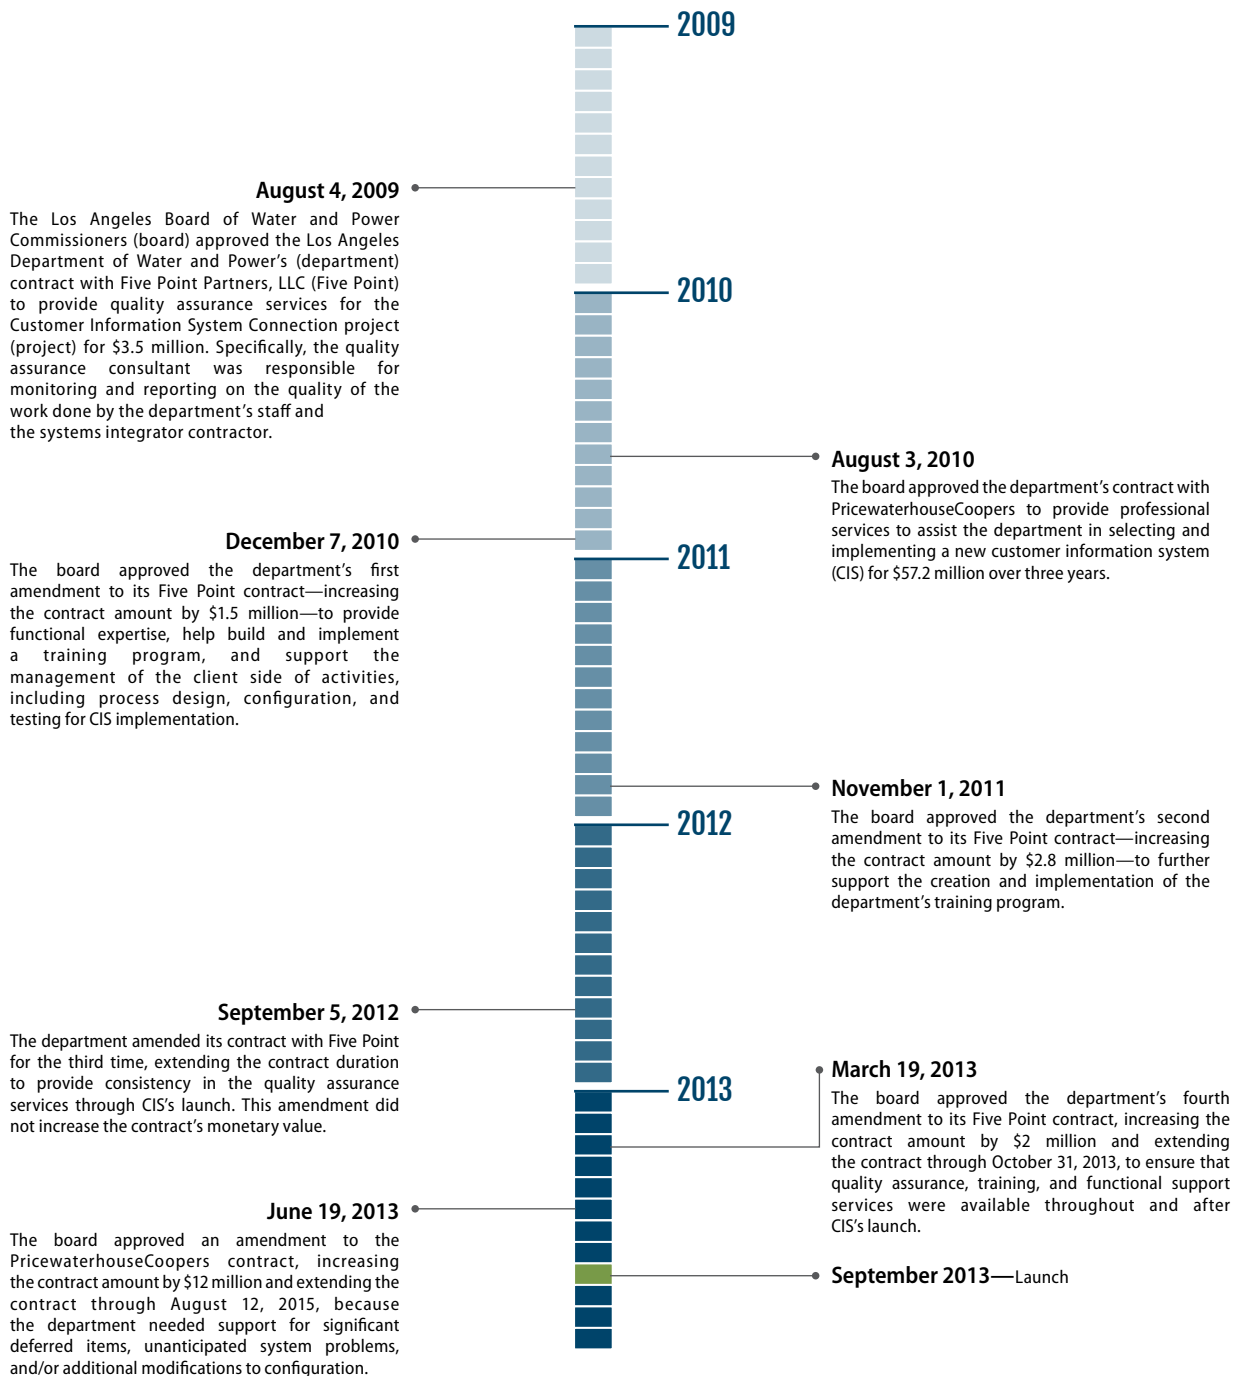 2009
August 4, 2009
The Los Angeles Board of Water and Power
Commissioners (board) approved the Los Angeles
Department of Water and Power’s (department)
contract with Five Point Partners, LLC (Five Point)
to provide quality assurance services for the
Customer Information System Connection project
(project) for $3.5 million. Specifically, the quality
assurance consultant was responsible for
monitoring and reporting on the quality of the
work done by the department’s staff and
the systems integrator contractor.
2010
August 3, 2010
The board approved the department’s contract with
PricewaterhouseCoopers to provide professional
services to assist the department in selecting and
implementing a new customer information system
(CIS) for $57.2 million over three years.
December 7, 2010
The board approved the department’s first
amendment to its Five Point contract—increasing
the contract amount by $1.5 million—to provide
functional expertise, help build and implement
a training program, and support the
management of the client side of activities,
including process design, configuration, and
testing for CIS implementation.
2011
November 1, 2011
The board approved the department’s second
amendment to its Five Point contract—increasing
the contract amount by $2.8 million—to further
support the creation and implementation of the
department’s training program.
2012
September 5, 2012
The department amended its contract with Five Point
for the third time, extending the contract duration
to provide consistency in the quality assurance
services through CIS’s launch. This amendment did
not increase the contract’s monetary value.
2013
March 19, 2013
The board approved the department’s fourth
amendment to its Five Point contract, increasing the
contract amount by $2 million and extending
the contract through October 31, 2013, to ensure that
quality assurance, training, and functional support
services were available throughout and after
CIS’s launch.
June 19, 2013
The board approved an amendment to the
PricewaterhouseCoopers contract, increasing
the contract amount by $12 million and extending the
contract through August 12, 2015, because
the department needed support for significant
deferred items, unanticipated system problems,
and/or additional modifications to configuration.
September 2013—Launch